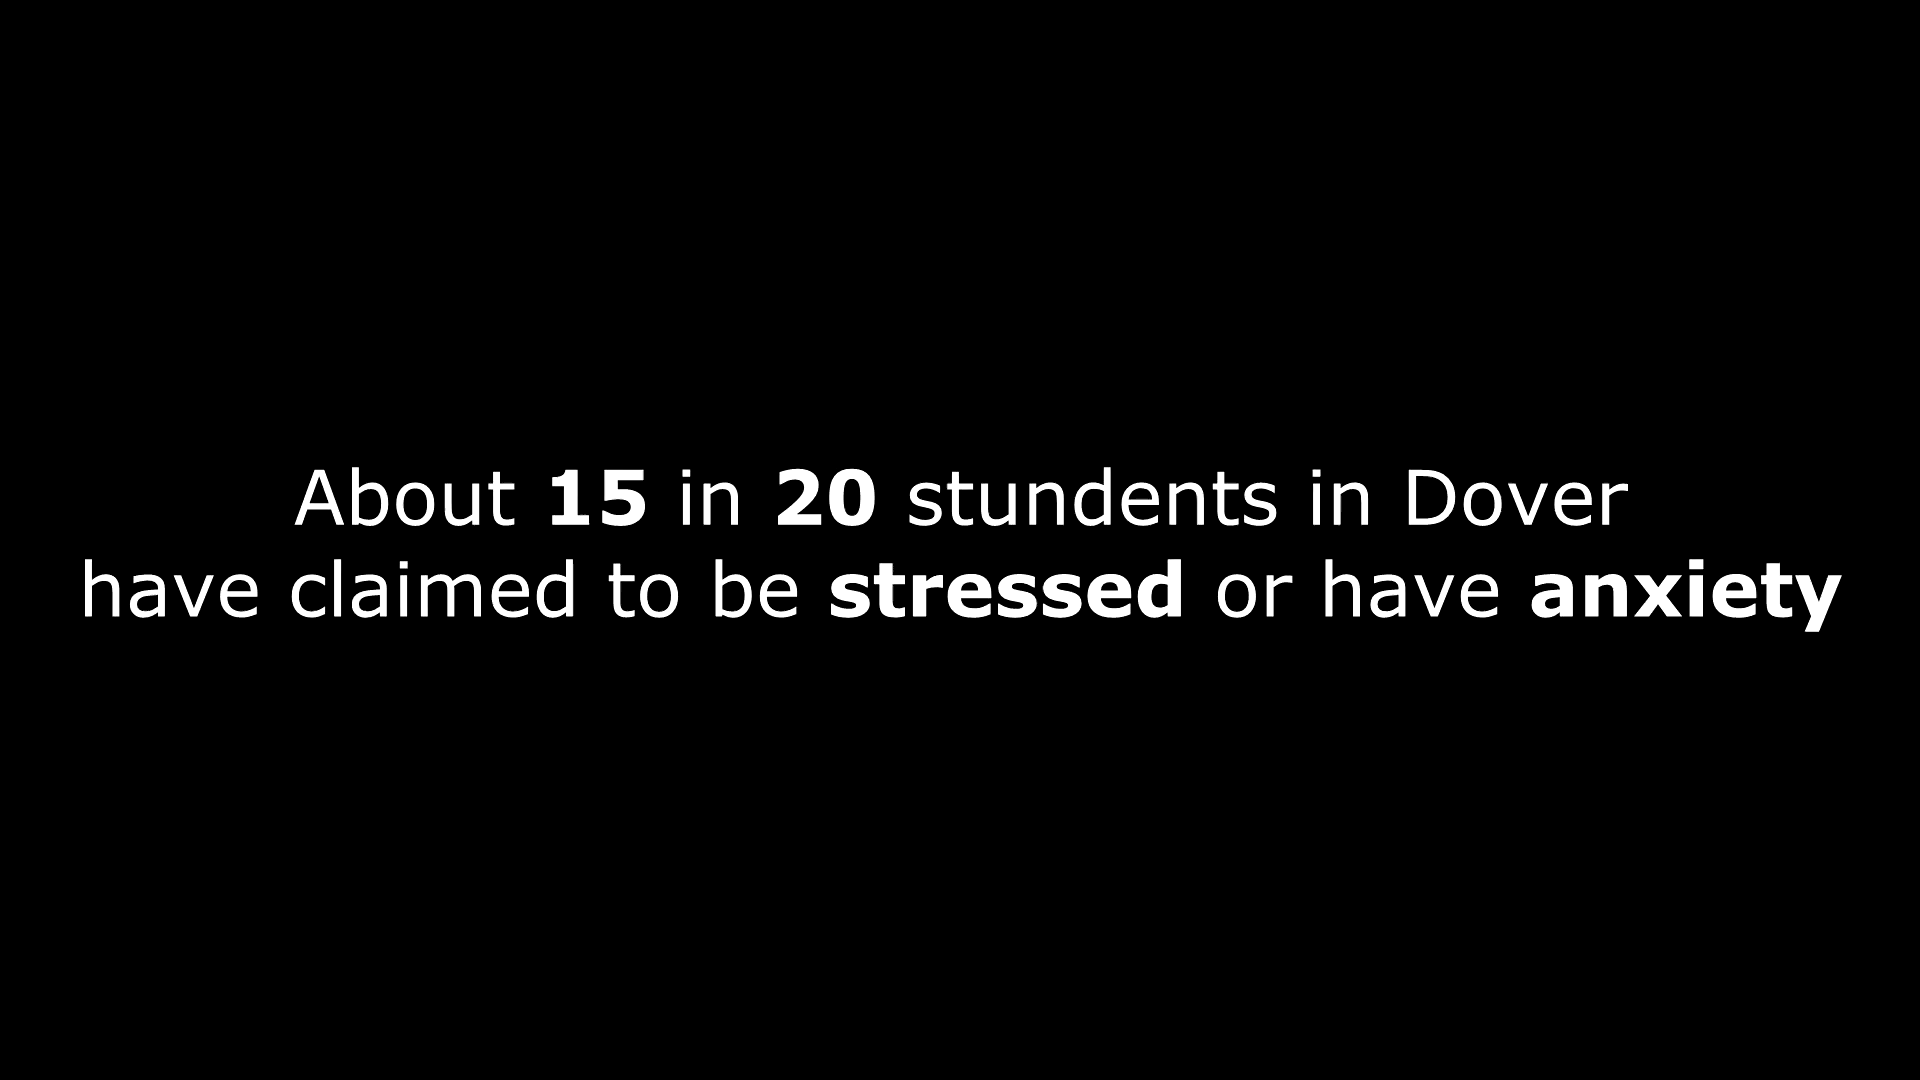 About 15 in 20 stundents in Dover
have claimed to be stressed or have anxiety